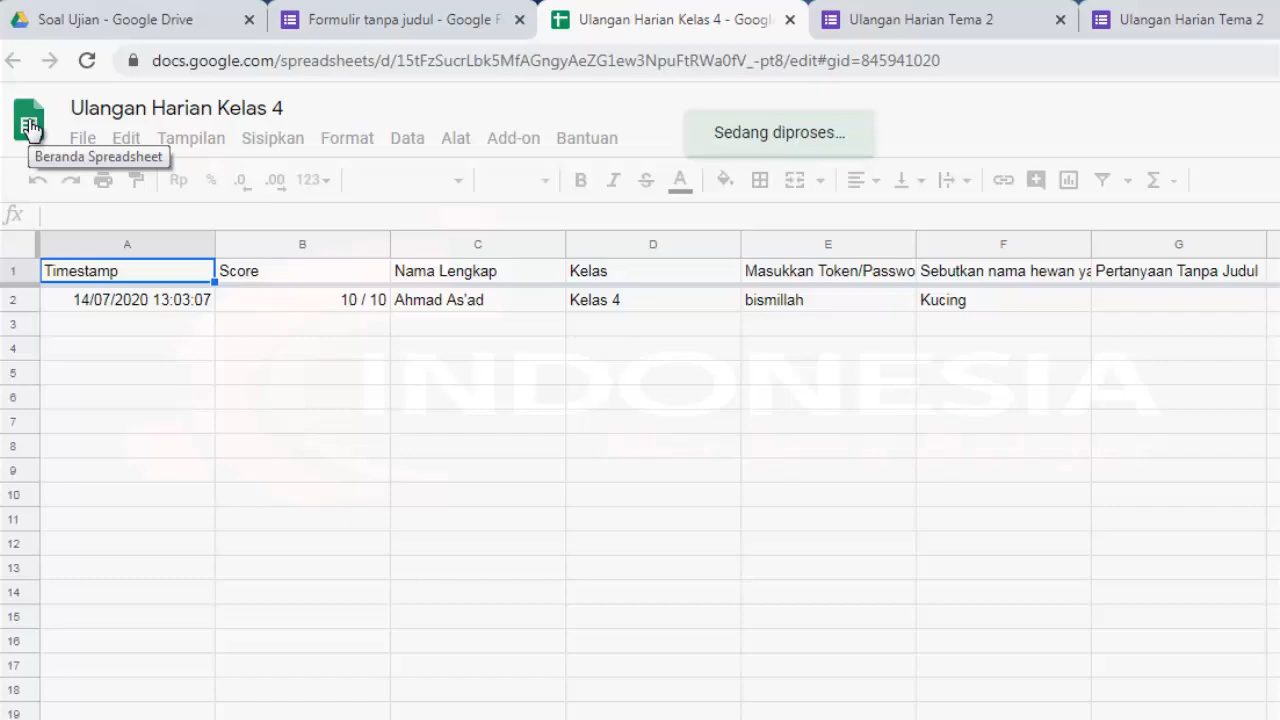 Soal Ujian - Google Drive
Formulir tanpa judul - Google F
Ulangan Harian Kelas 4 - Goog
Ulangan Harian Tema 2
Ulangan Harian Tema 2
docs.google.com/spreadsheets/d/15tFzSucrLbk5MfAGngyAeZG1ew3NpuFtRWa0fV_-pt8/edit#gid=845941020
Ulangan Harian Kelas 4
Sedang diproses...
File Edit Tampilan Sisipkan Format Data Alat Add-on Bantuan
Beranda Spreadsheet
Rp % .0 .00 123 B I S A Σ
fx
A B C D E F G
1 Timestamp Score Nama Lengkap Kelas Masukkan Token/Passwo Sebutkan nama hewan ya Pertanyaan Tanpa Judul
2 14/07/2020 13:03:07 10 / 10 Ahmad As'ad Kelas 4 bismillah Kucing
3
4
5
6
7
INDONESIA
8
9
10
11
12
13
14
15
16
17
18
19